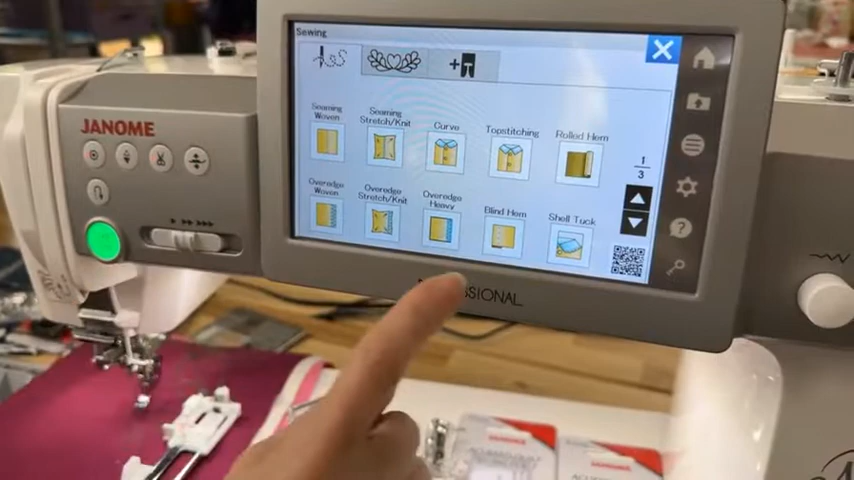 Sewing
JANOME
Seaming
Woven
Seaming
Stretch/Knit
Curve
Topstitching
Rolled Hem
1
3
Overedge
Woven
Overedge
Stretch/Knit
Overedge
Heavy
Blind Hem
Shell Tuck
?
JANOME
JANOME